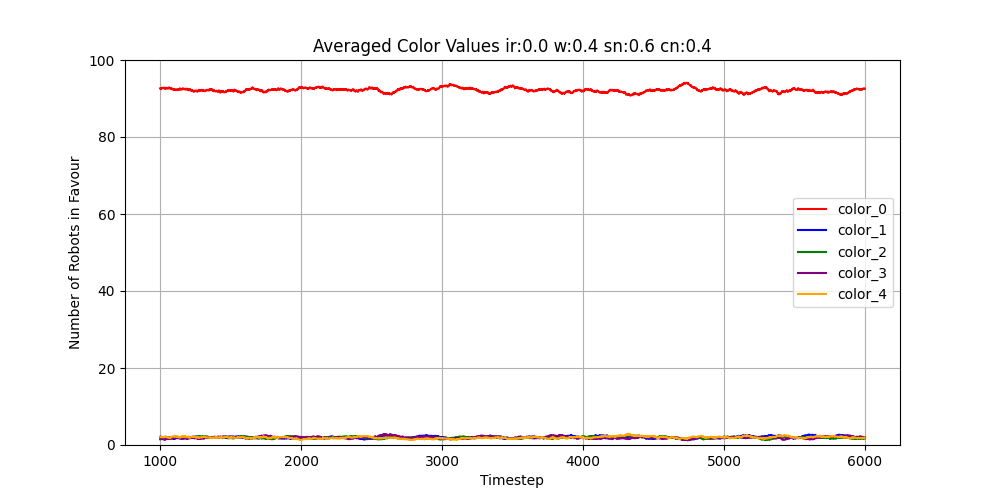 Averaged Color Values ir:0.0 w:0.4 sn:0.6 cn:0.4
Number of Robots in Favour
100
80
60
40
20
0
color_0
color_1
color_2
color_3
color_4
1000 2000 3000 4000 5000 6000
Timestep